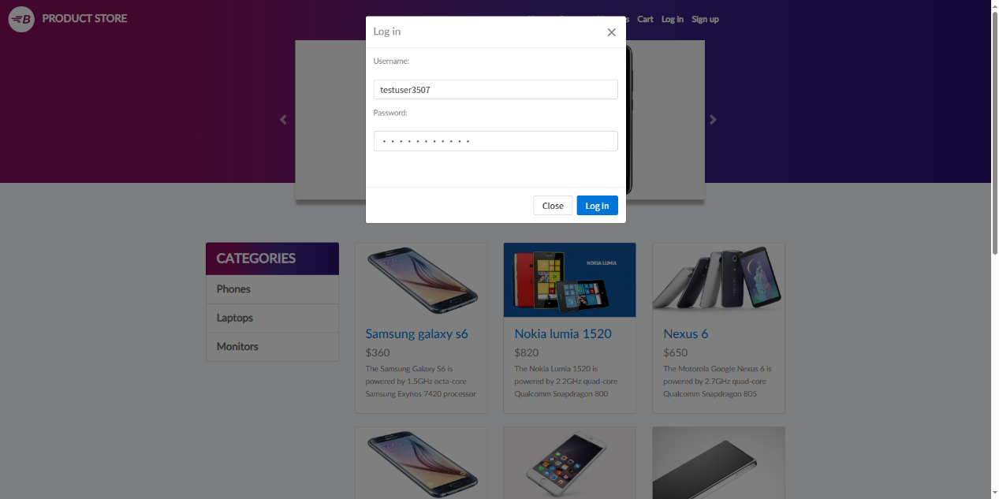 PRODUCT STORE
Cart Log in Sign up
Log in
Username:
testuser3507
Password:
Close Log in
CATEGORIES
Phones
Laptops
Monitors
NOKIA LUMIA
Samsung galaxy s6
$360
The Samsung Galaxy S6 is
powered by 1.5GHz octa-core
Samsung Exynos 7420 processor
Nokia lumia 1520
$820
The Nokia Lumia 1520 is
powered by 2.2GHz quad-core
Qualcomm Snapdragon 800
Nexus 6
$650
The Motorola Google Nexus 6 is
powered by 2.7GHz quad-core
Qualcomm Snapdragon 805